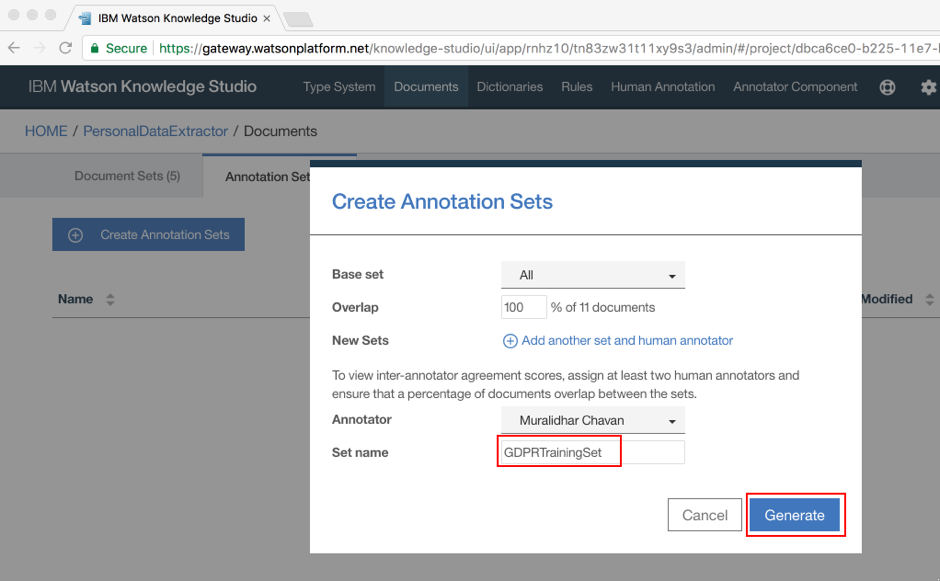 IBM Watson Knowledge Studio ×
Secure https://gateway.watsonplatform.net/knowledge-studio/ui/app/rnhz10/tn83zw31t11xy9s3/admin/#/project/dbca6ce0-b225-11e7-
IBM Watson Knowledge Studio Type System Documents Dictionaries Rules Human Annotation Annotator Component
HOME / PersonalDataExtractor / Documents
Document Sets (5) Annotation Set
Create Annotation Sets
Create Annotation Sets
Base set All
Name Overlap 100 % of 11 documents Modified
New Sets Add another set and human annotator
To view inter-annotator agreement scores, assign at least two human annotators and
ensure that a percentage of documents overlap between the sets.
Annotator Muralidhar Chavan
Set name GDPRTrainingSet
Cancel Generate